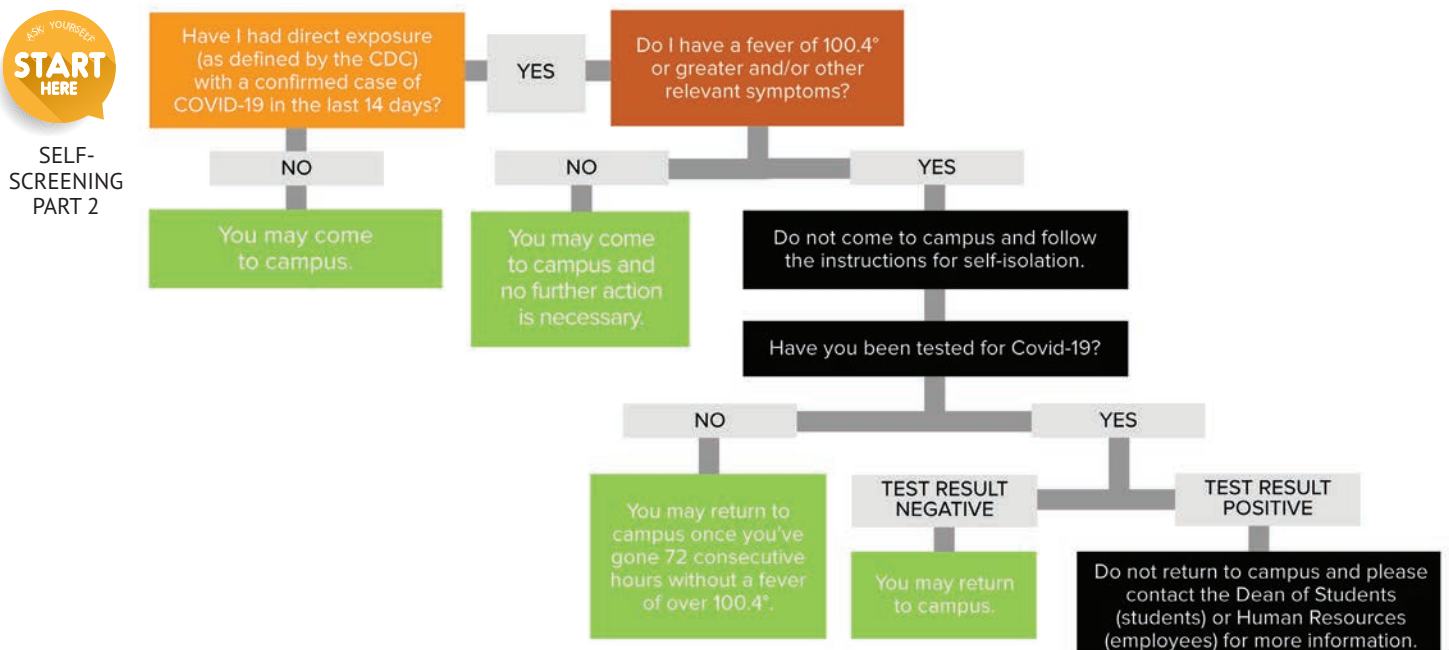 ASK YOURSELF
START
HERE
SELF-
SCREENING
PART 2
Have I had direct exposure
(as defined by the CDC)
with a confirmed case of
COVID-19 in the last 14 days?
YES
Do I have a fever of 100.4°
or greater and/or other
relevant symptoms?
NO
You may come
to campus.
NO
You may come
to campus and
no further action
is necessary.
YES
Do not come to campus and follow
the instructions for self-isolation.
Have you been tested for Covid-19?
NO
You may return to
campus once you've
gone 72 consecutive
hours without a fever
of over 100.4°.
YES
TEST RESULT
NEGATIVE
You may return
to campus.
TEST RESULT
POSITIVE
Do not return to campus and please
contact the Dean of Students
(students) or Human Resources
(employees) for more information.